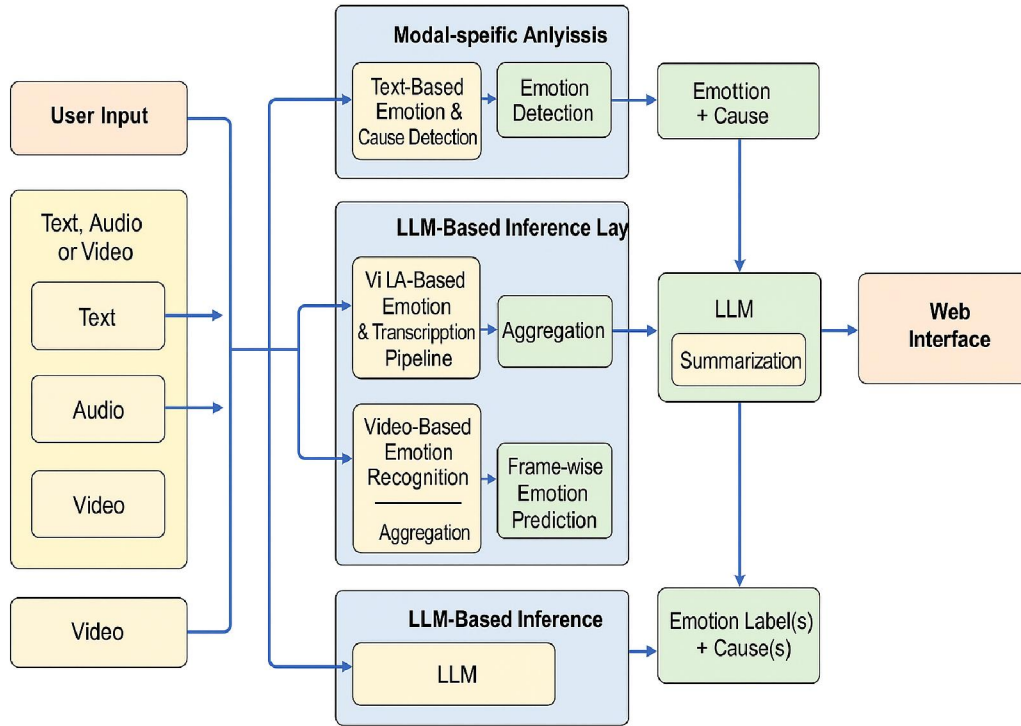 User Input
Text, Audio
or Video
Text
Audio
Video
Video
Modal-speific Anlyissis
Text-Based
Emotion &
Cause Detection
Emotion
Detection
Emottion
+ Cause
LLM-Based Inference Lay
Vi LA-Based
Emotion
& Transcripption
Pipeline
Aggregation
Video-Based
Emotion
Recognition
Aggregation
Frame-wise
Emotion
Prediction
LLM
Summarization
Web
Interface
LLM-Based Inference
LLM
Emotion Label(s)
+ Cause(s)